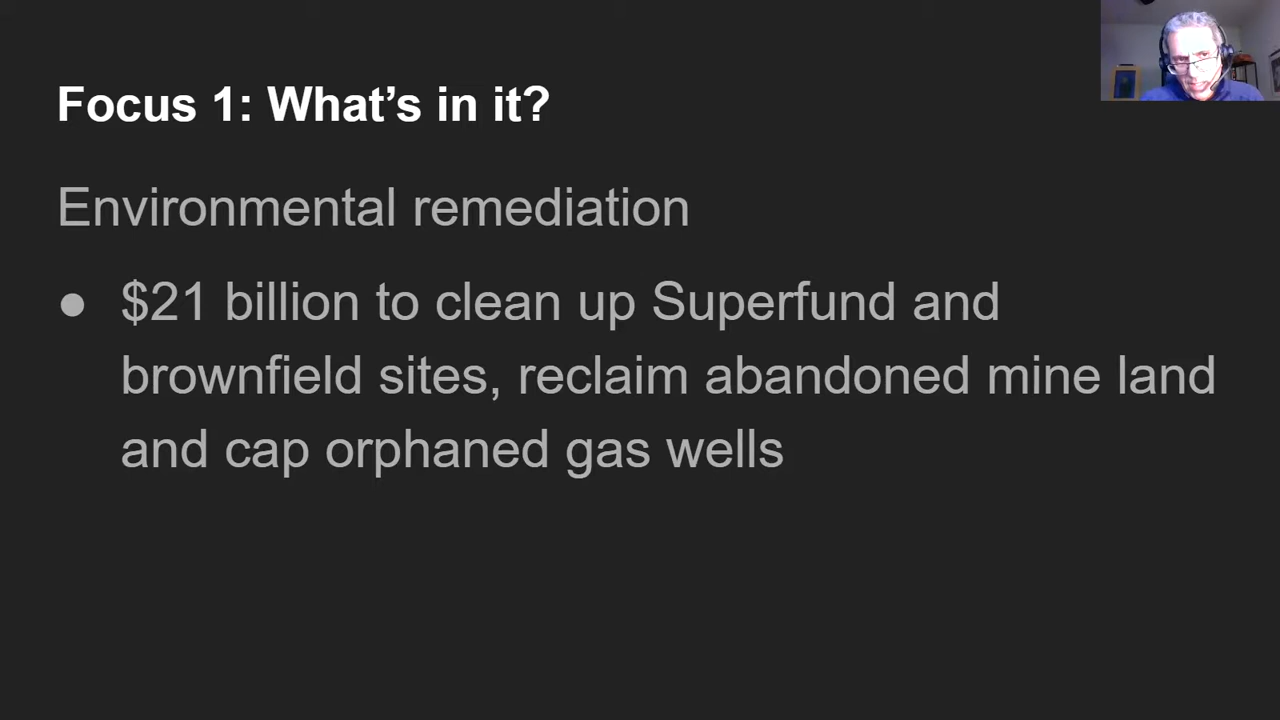 Focus 1: What’s in it?
Environmental remediation
● $21 billion to clean up Superfund and
brownfield sites, reclaim abandoned mine land
and cap orphaned gas wells